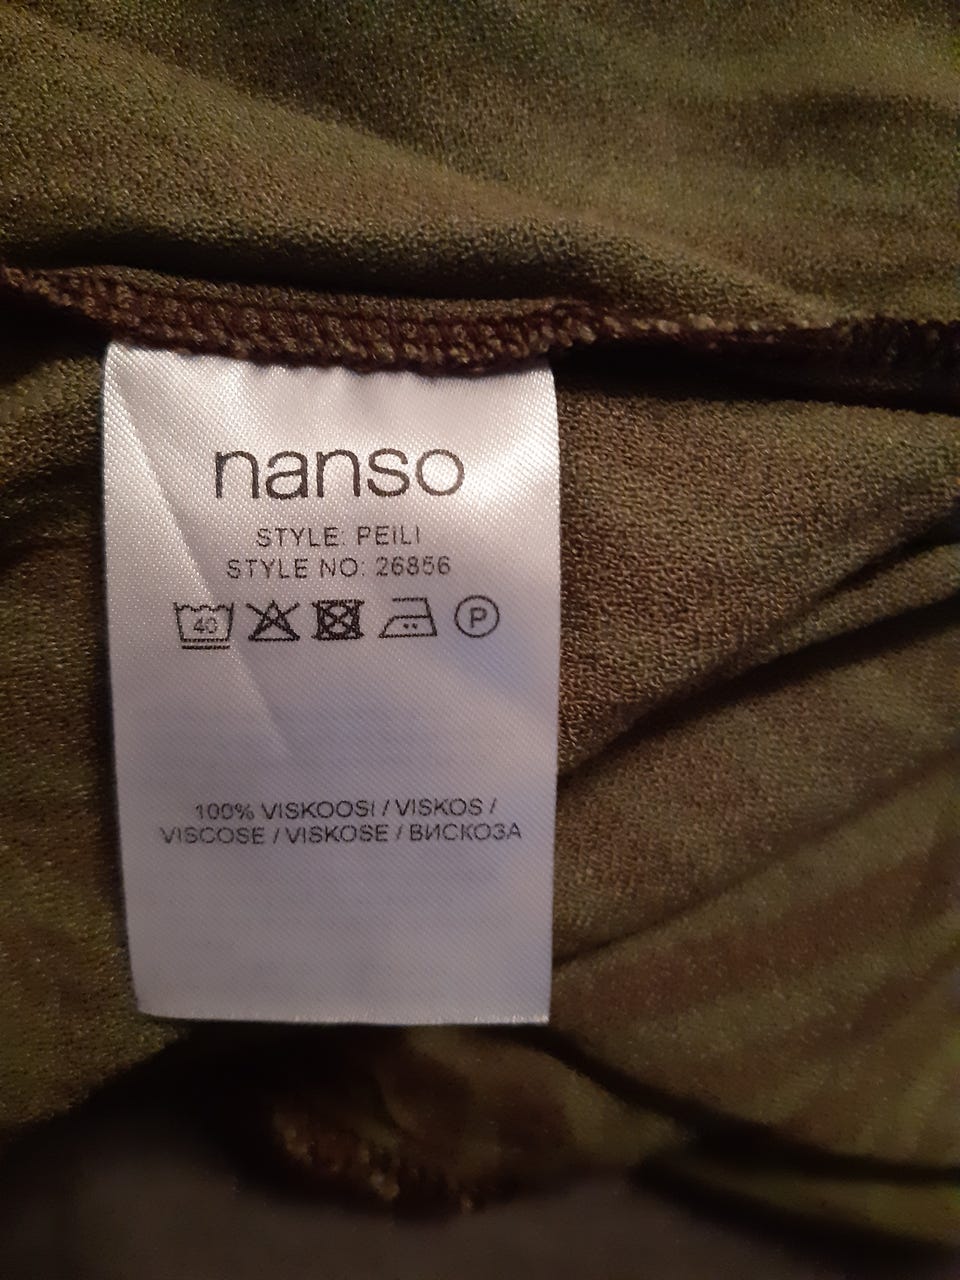 nanso
STYLE: PEILI
STYLE NO: 26856
40 P
100% VISKOOSI / VISKOS /
VISCOSE / VISKOSE / ВИСКОЗА